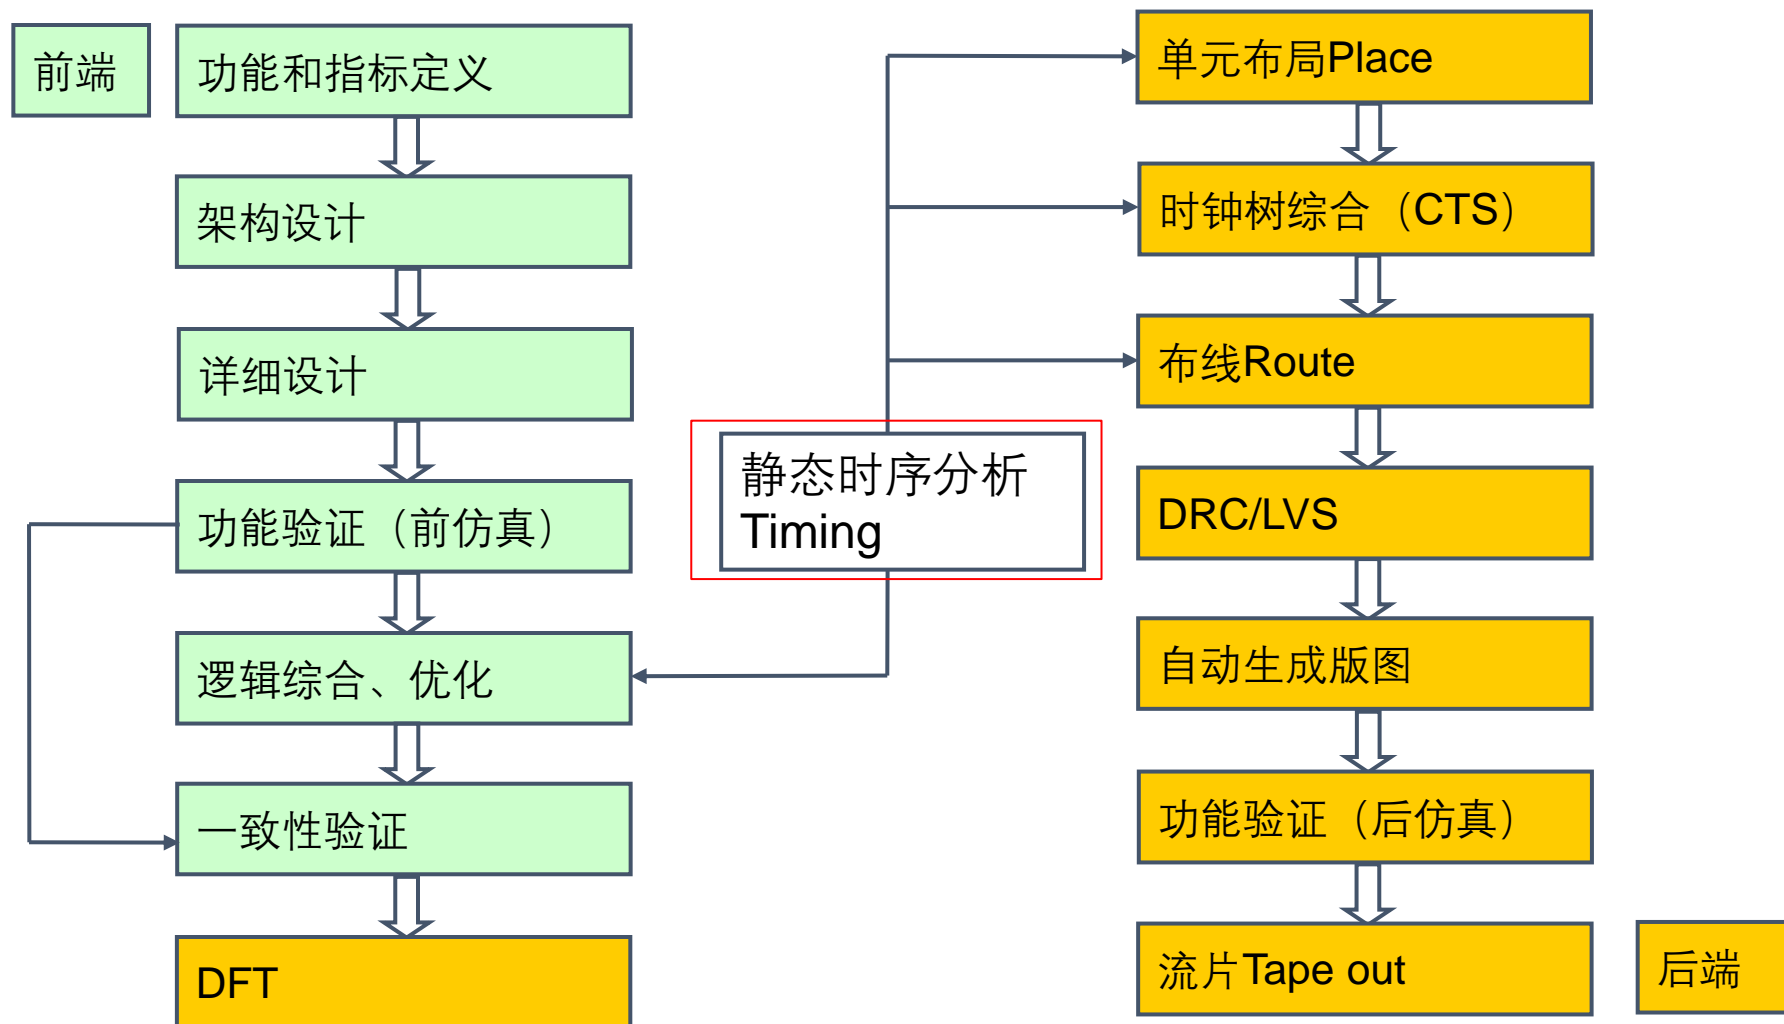 前端
功能和指标定义
架构设计
详细设计
功能验证（前仿真）
逻辑综合、优化
一致性验证
DFT
静态时序分析
Timing
单元布局Place
时钟树综合（CTS）
布线Route
DRC/LVS
自动生成版图
功能验证（后仿真）
流片Tape out
后端